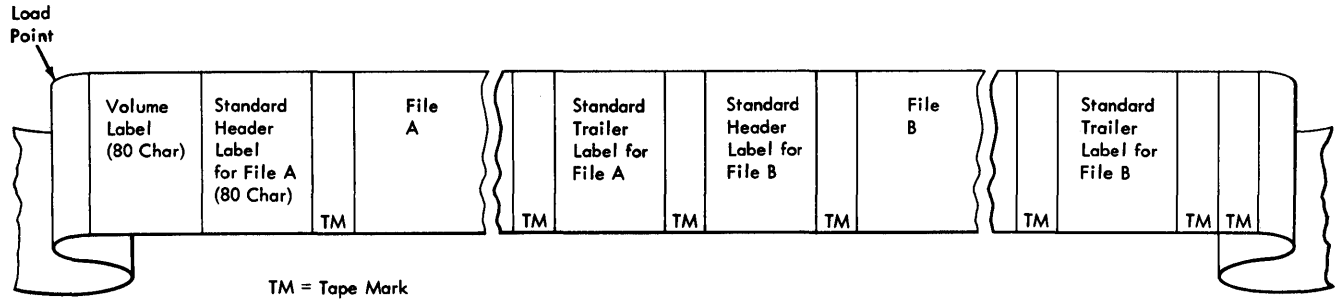 Load
Point
Volume
Label
(80 Char)
Standard
Header
Label
for File A
(80 Char)
TM
File
A
TM
Standard
Trailer
Label for
File A
TM
Standard
Header
Label for
File B
TM
File
B
TM
Standard
Trailer
Label for
File B
TM
TM
TM = Tape Mark